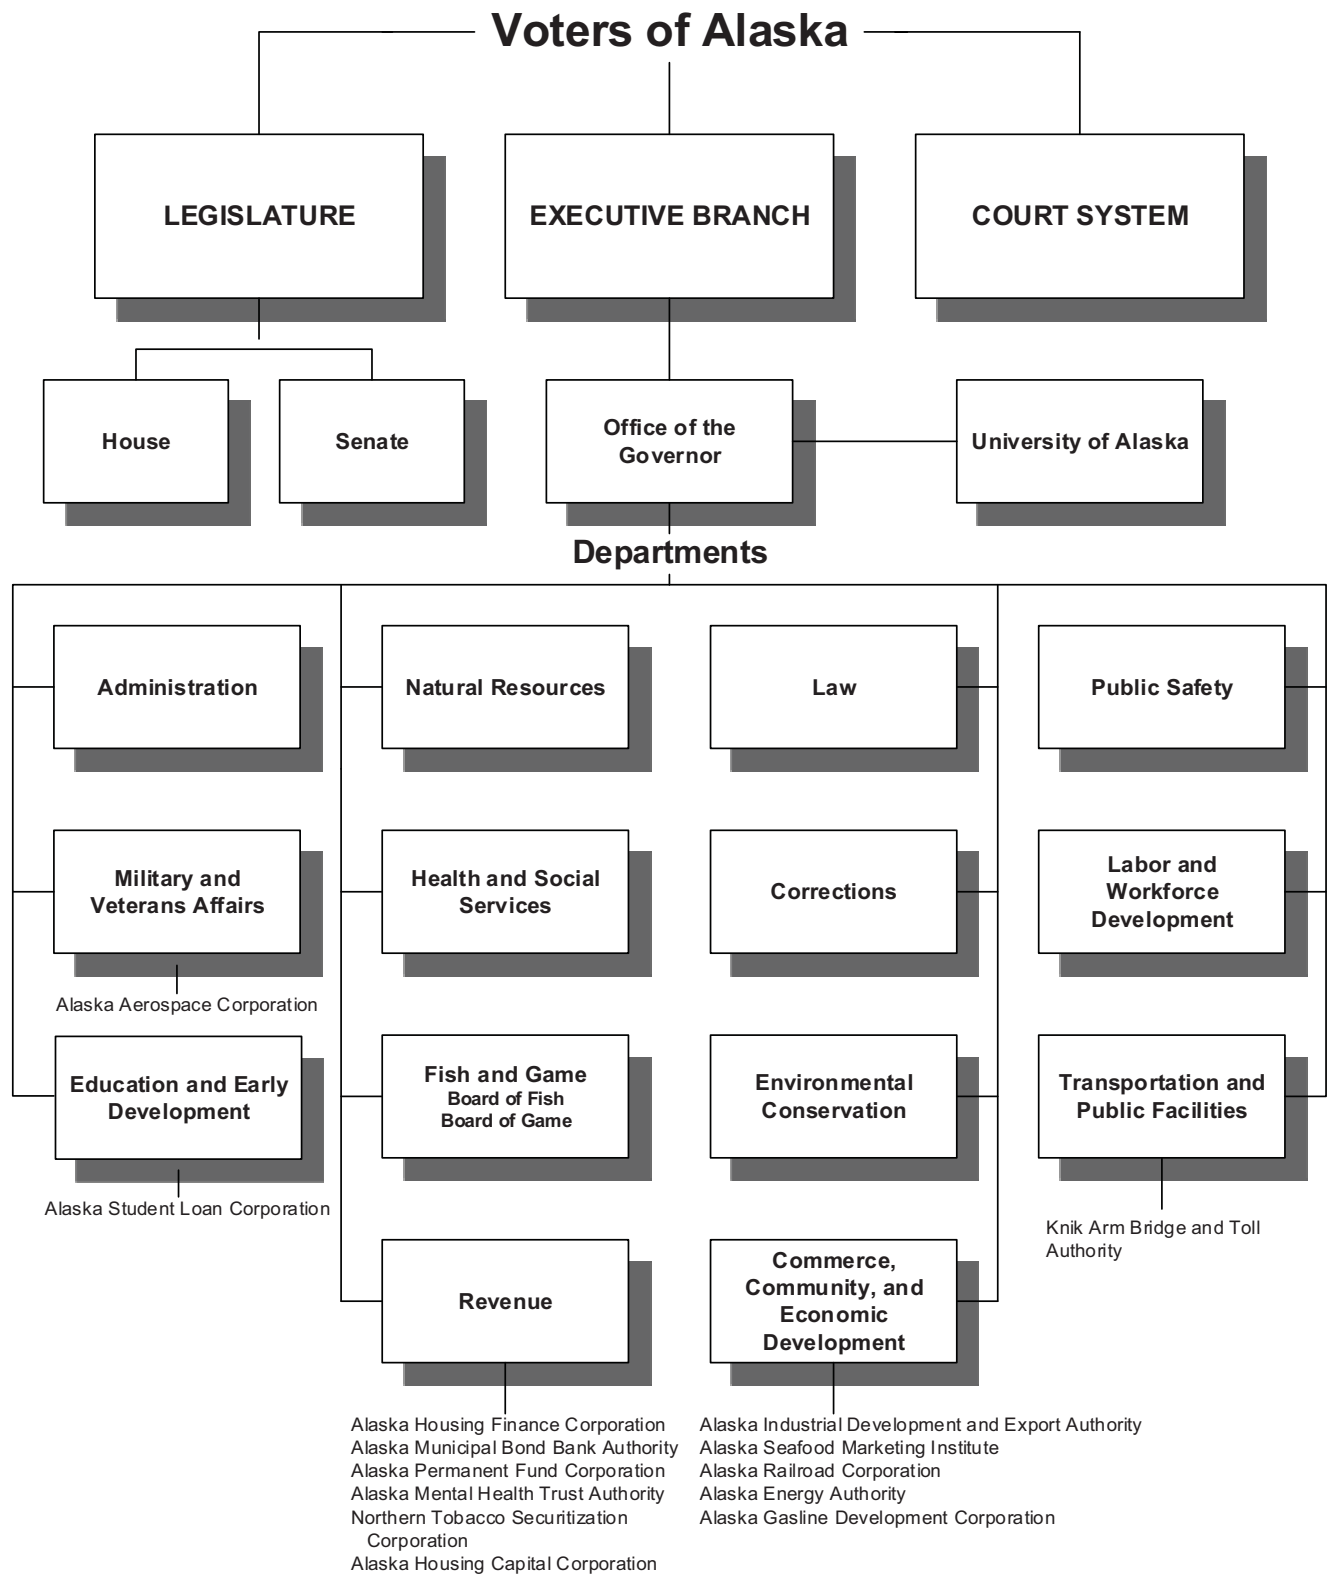 Voters of Alaska
LEGISLATURE
EXECUTIVE BRANCH
COURT SYSTEM
House
Senate
Office of the
Governor
University of Alaska
Departments
Administration
Natural Resources
Law
Public Safety
Military and
Veterans Affairs
Alaska Aerospace Corporation
Health and Social
Services
Corrections
Labor and
Workforce
Development
Education and Early
Development
Alaska Student Loan Corporation
Fish and Game
Board of Fish
Board of Game
Environmental
Conservation
Transportation and
Public Facilities
Knik Arm Bridge and Toll
Authority
Revenue
Alaska Housing Finance Corporation
Alaska Municipal Bond Bank Authority
Alaska Permanent Fund Corporation
Alaska Mental Health Trust Authority
Northern Tobacco Securitization
Corporation
Alaska Housing Capital Corporation
Commerce,
Community, and
Economic
Development
Alaska Industrial Development and Export Authority
Alaska Seafood Marketing Institute
Alaska Railroad Corporation
Alaska Energy Authority
Alaska Gasline Development Corporation